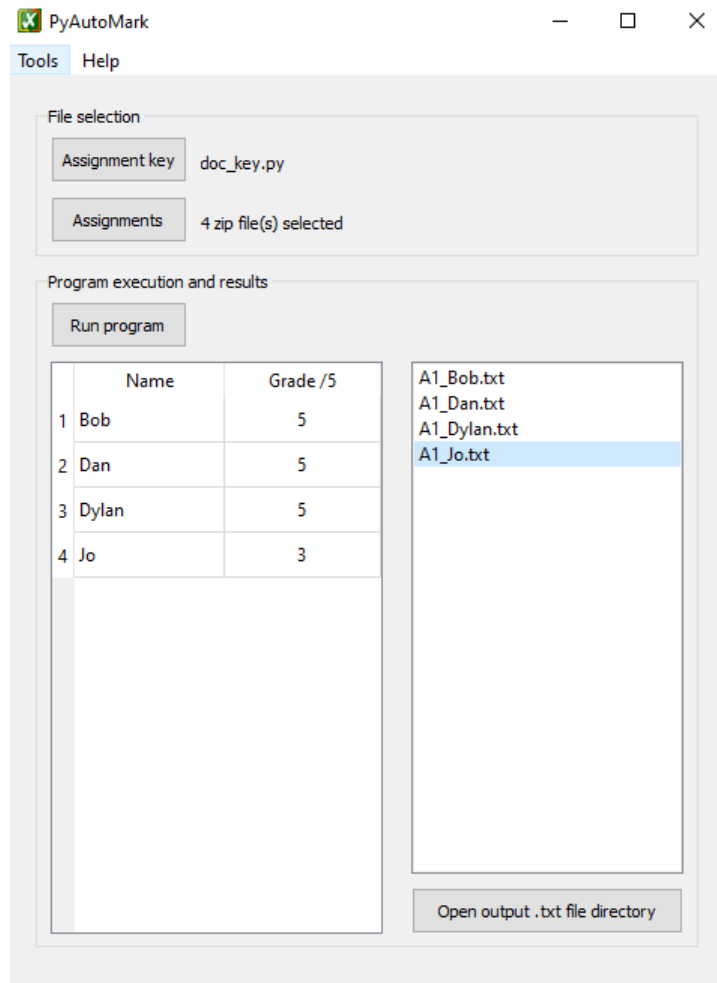 PyAutoMark
Tools Help
File selection
Assignment key doc_key.py
Assignments 4 zip file(s) selected
Program execution and results
Run program
Name Grade /5
1 Bob 5
2 Dan 5
3 Dylan 5
4 Jo 3
A1_Bob.txt
A1_Dan.txt
A1_Dylan.txt
A1_Jo.txt
Open output .txt file directory